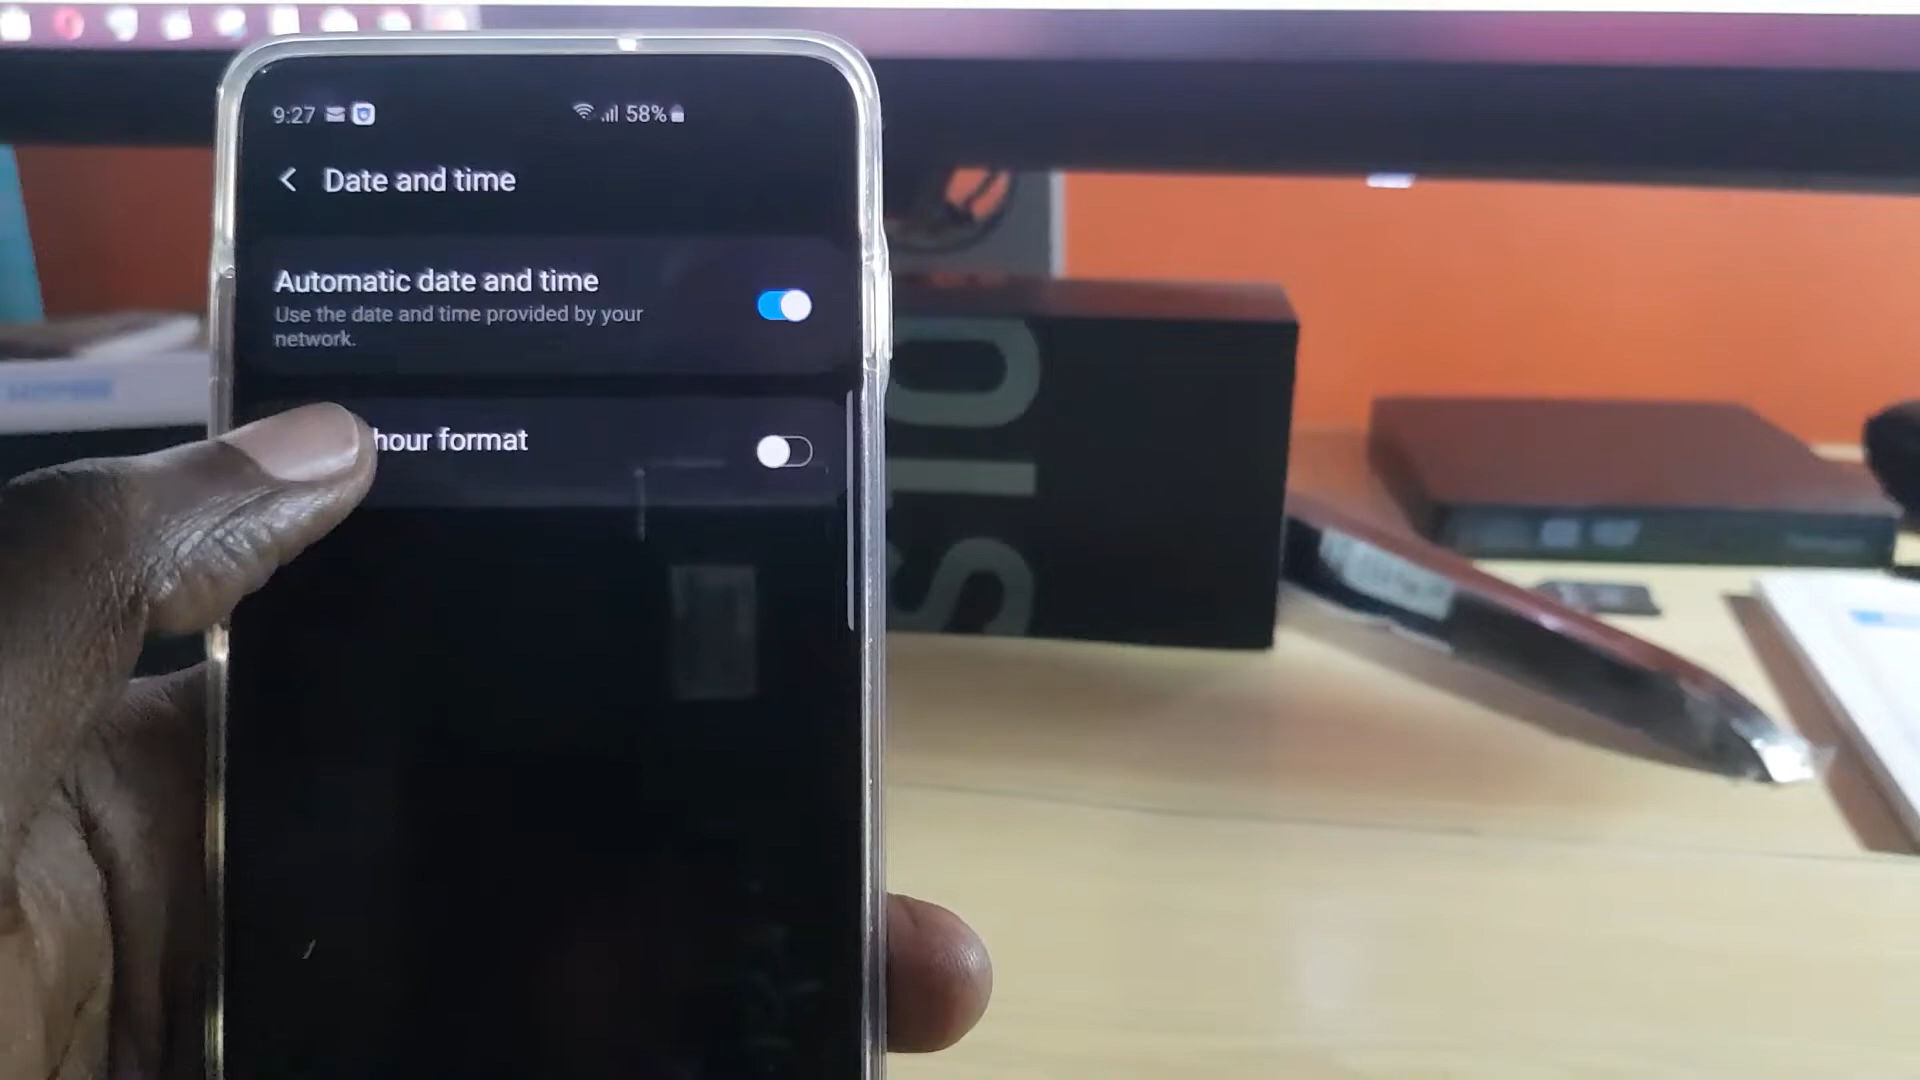 9:27
58%
Date and time
Automatic date and time
Use the date and time provided by your
network.
hour format
S10